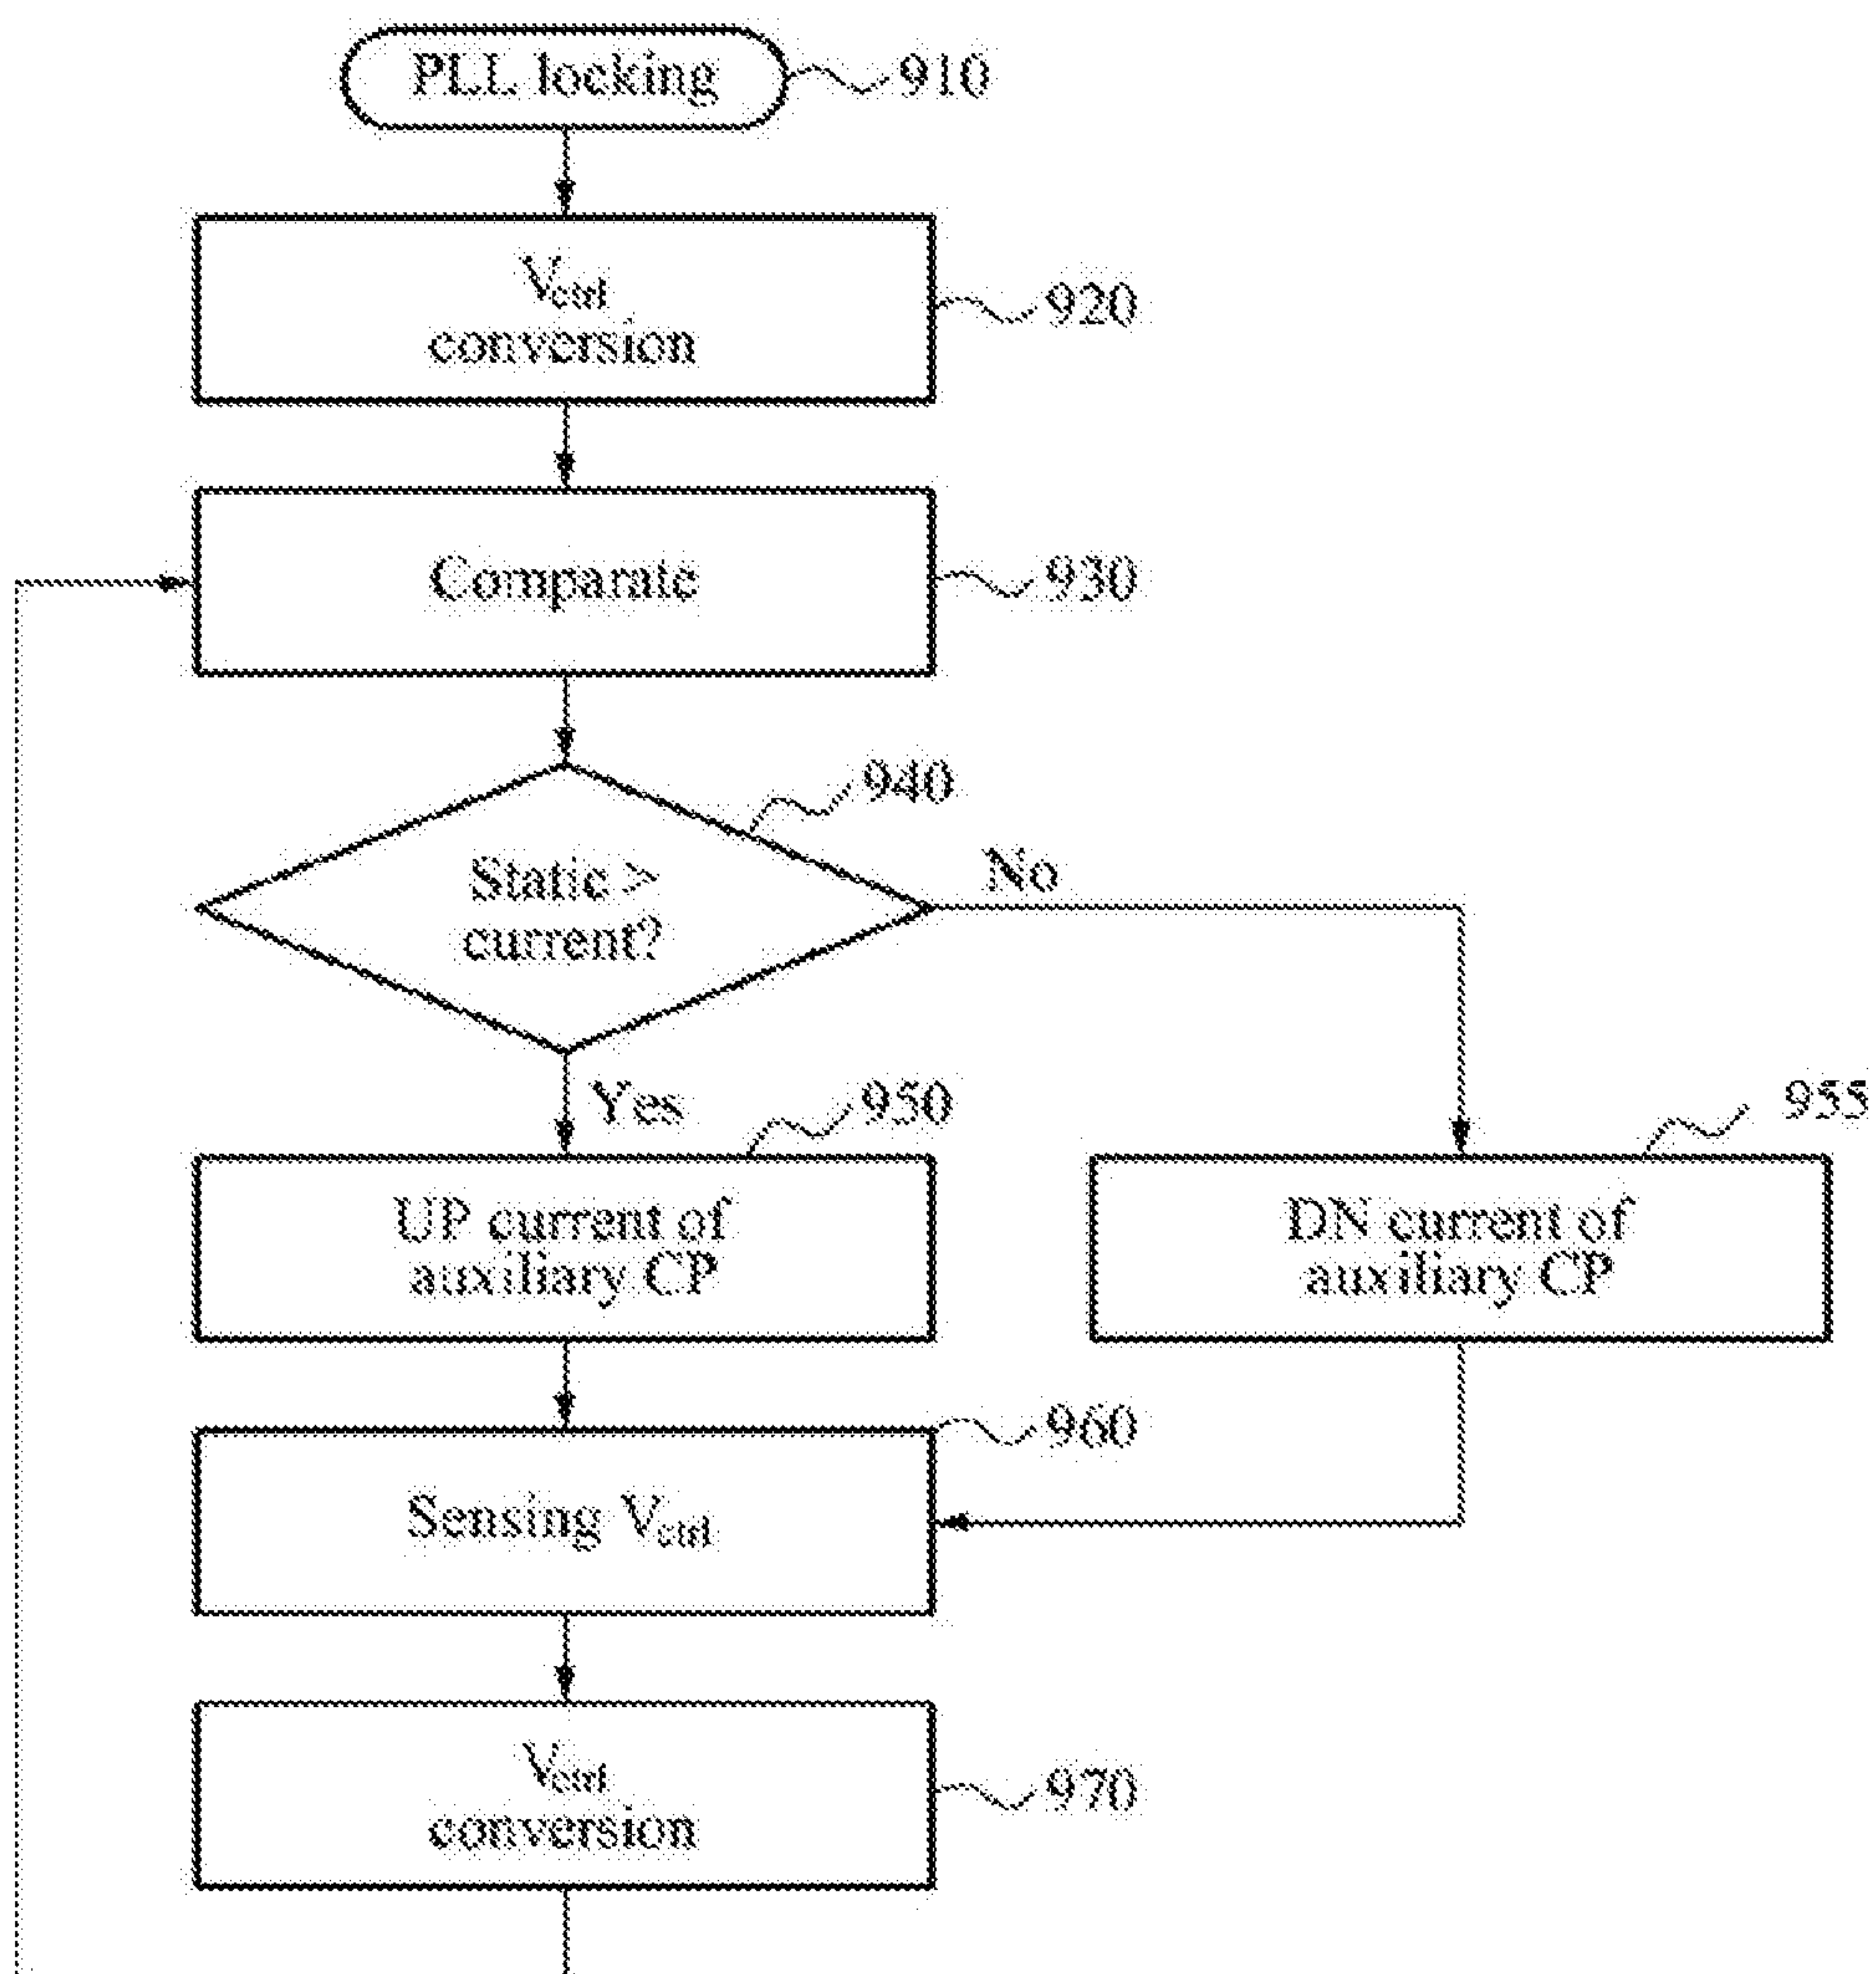 PLL locking
910
Vctrl
conversion
920
Comparate
930
940
Static >
current?
No
Yes
950
955
UP current of
auxiliary CP
DN current of
auxiliary CP
960
Sensing Vctrl
Vctrl
conversion
970